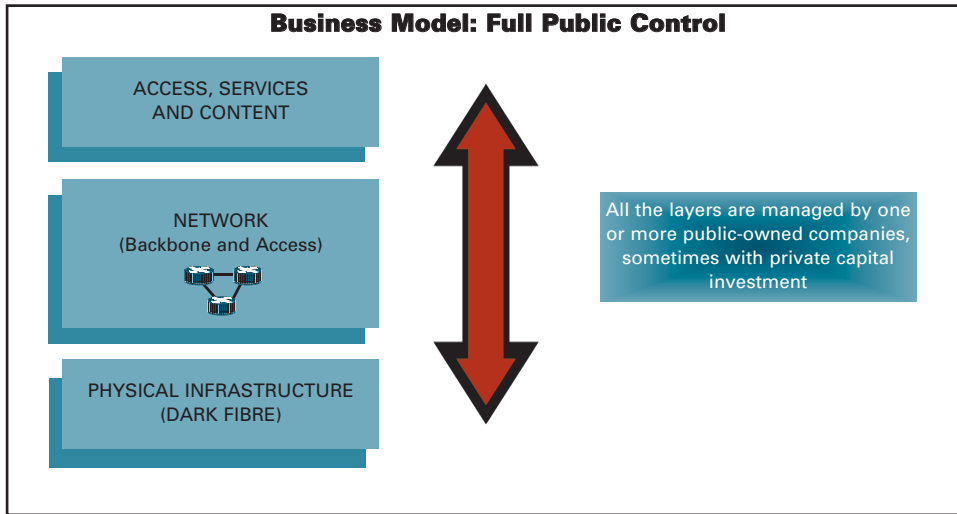 Business Model: Full Public Control
ACCESS, SERVICES
AND CONTENT
NETWORK
(Backbone and Access)
PHYSICAL INFRASTRUCTURE
(DARK FIBRE)
All the layers are managed by one
or more public-owned companies,
sometimes with private capital
investment